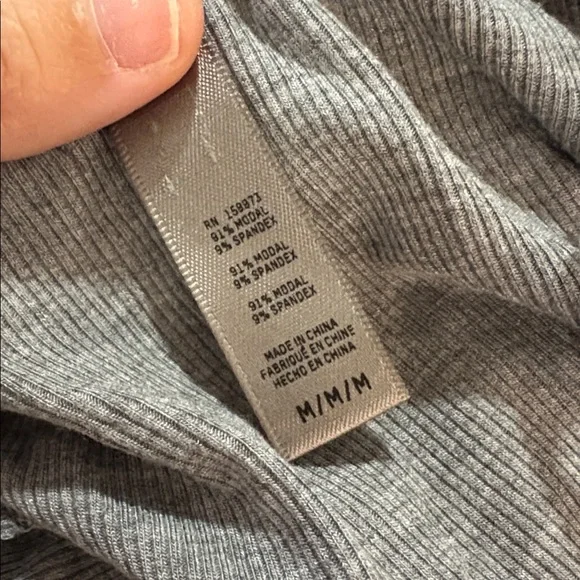 RN 158873
91% MODAL
9% SPANDEX
91% MODAL
9% SPANDEX
91% MODAL
9% SPANDEX
MADE IN CHINA
FABRIQUÉ EN CHINE
HECHO EN CHINA
M/M/M